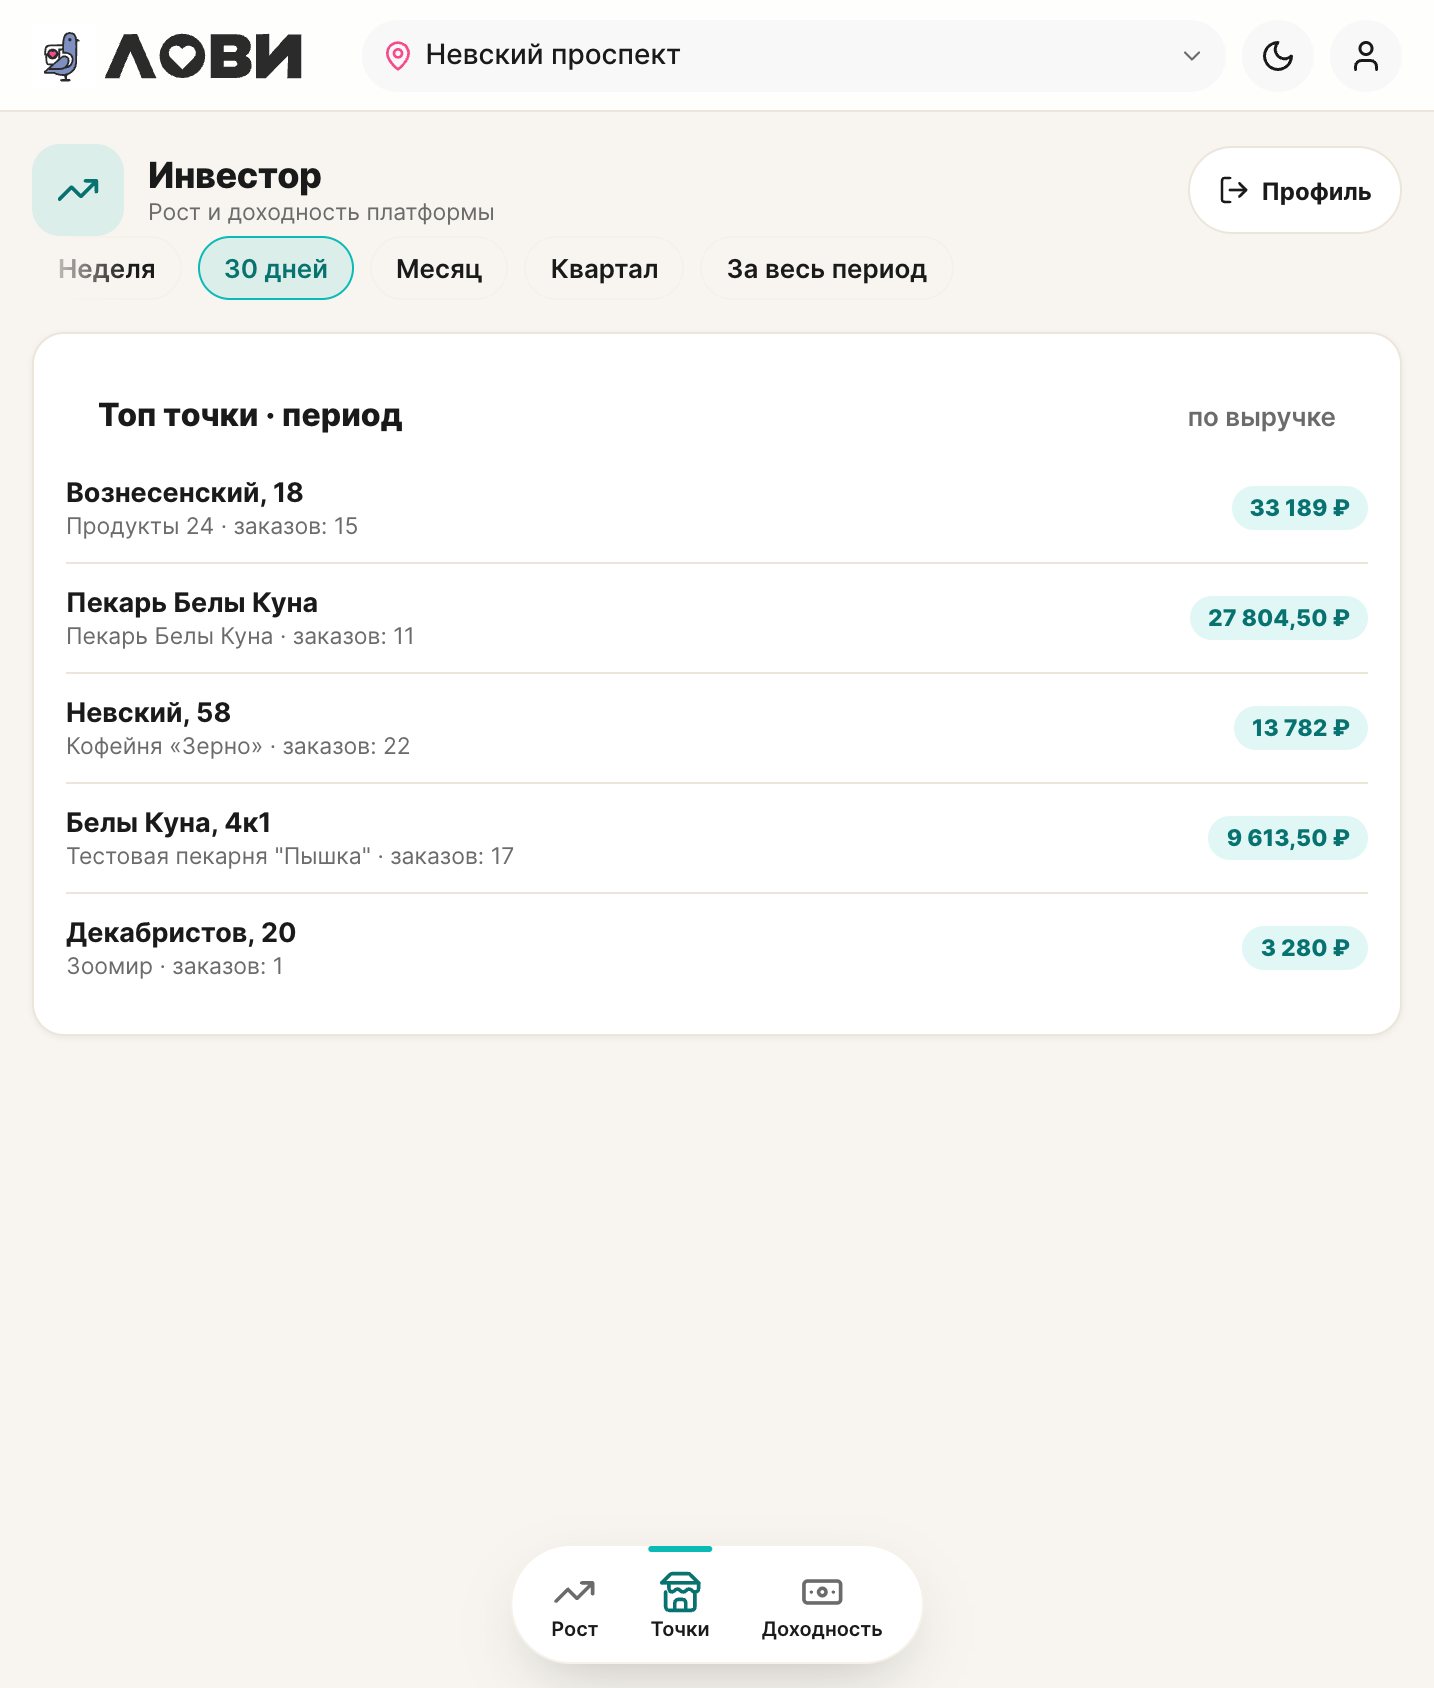 ЛОВИ
Невский проспект
Инвестор
Рост и доходность платформы
Профиль
Неделя
30 дней
Месяц
Квартал
За весь период
Топ точки · период
по выручке
Вознесенский, 18
Продукты 24 · заказов: 15
33 189 ₽
Пекарь Белы Куна
Пекарь Белы Куна · заказов: 11
27 804,50 ₽
Невский, 58
Кофейня «Зерно» · заказов: 22
13 782 ₽
Белы Куна, 4к1
Тестовая пекарня "Пышка" · заказов: 17
9 613,50 ₽
Декабристов, 20
Зоомир · заказов: 1
3 280 ₽
Рост
Точки
Доходность